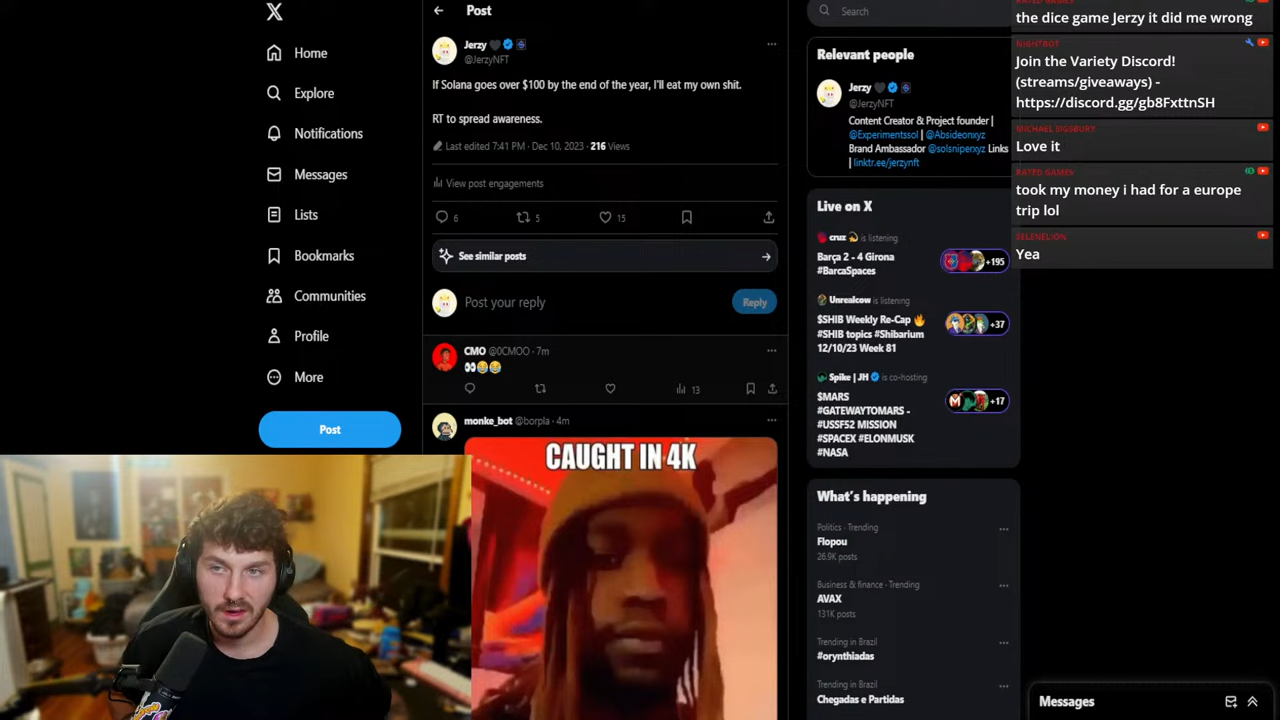 Home
Explore
Notifications
Messages
Lists
Bookmarks
Communities
Profile
More
Post
Post
Jerzy
@JerzyNFT
If Solana goes over $100 by the end of the year, I'll eat my own shit.
RT to spread awareness.
Last edited 7:41 PM · Dec 10, 2023 · 216 Views
View post engagements
6
5
15
See similar posts
Post your reply
Reply
CMO @0CMOO · 7m
👀😂😂
13
monke_bot @borpla · 4m
CAUGHT IN 4K
Search
Relevant people
Jerzy
@JerzyNFT
Content Creator & Project founder |
@Experimentssol | @Absideonxyz
Brand Ambassador @solsniperxyz Links
| linktr.ee/jerzynft
Live on X
cruz is listening
Barça 2 - 4 Girona
#BarcaSpaces
+195
Unrealcow is listening
$SHIB Weekly Re-Cap 🔥
#SHIB topics #Shibarium
12/10/23 Week 81
+37
Spike | JH is co-hosting
$MARS
#GATEWAYTOMARS -
#USSF52 MISSION
#SPACEX #ELONMUSK
#NASA
+17
What's happening
Politics · Trending
Flopou
26.9K posts
Business & finance · Trending
AVAX
131K posts
Trending in Brazil
#orynthiadas
Trending in Brazil
Chegadas e Partidas
RATED GAMES
the dice game Jerzy it did me wrong
NIGHTBOT
Join the Variety Discord!
(streams/giveaways) -
https://discord.gg/gb8FxttnSH
MICHAEL BIGSBURY
Love it
RATED GAMES
took my money i had for a europe
trip lol
JELENELION
Yea
Messages